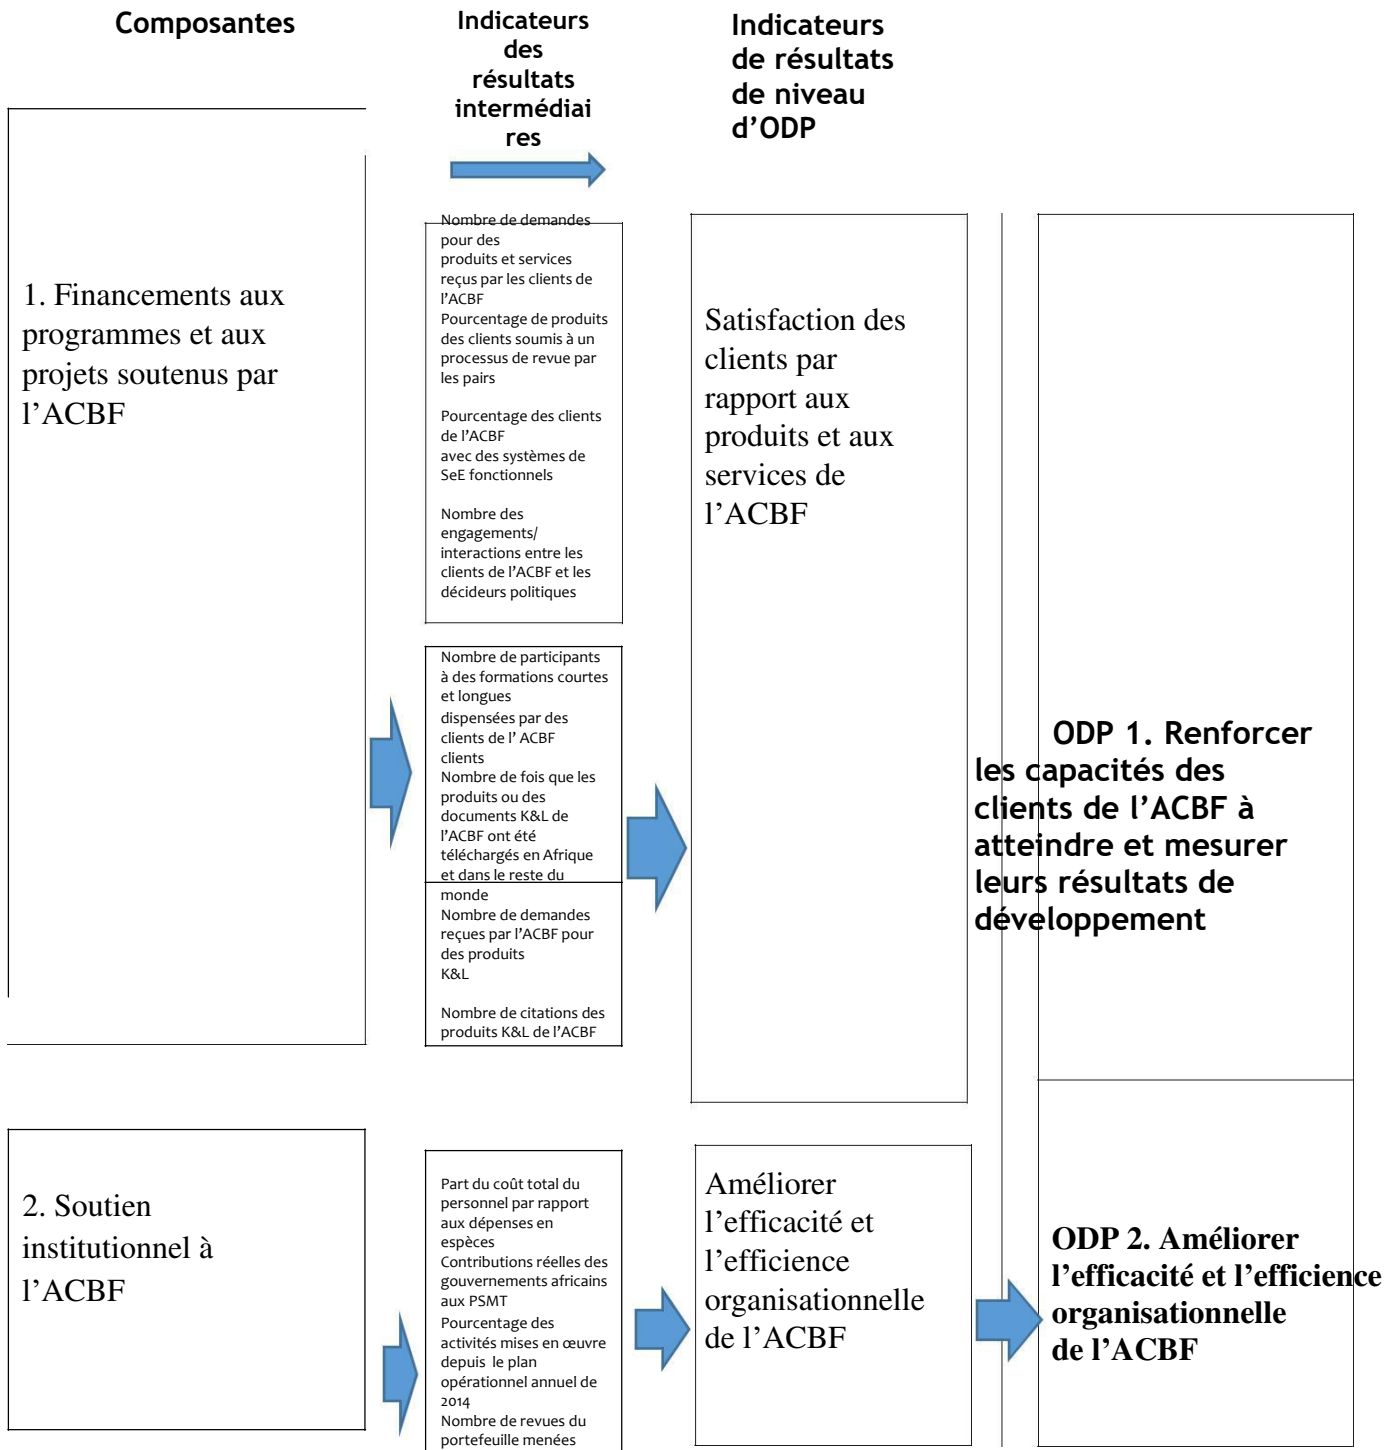 Composantes
Indicateurs
des
résultats
intermédiai
res
Indicateurs
de résultats
de niveau
d’ODP
1. Financements aux
programmes et aux
projets soutenus par
l’ACBF
Nombre de demandes
pour des
produits et services
reçus par les clients de
l’ACBF
Pourcentage de produits
des clients soumis à un
processus de revue par
les pairs
Pourcentage des clients
de l’ACBF
avec des systèmes de
SeE fonctionnels
Nombre des
engagements/
interactions entre les
clients de l’ACBF et les
décideurs politiques
Nombre de participants
à des formations courtes
et longues
dispensées par des
clients de l’ ACBF
clients
Nombre de fois que les
produits ou des
documents K&L de
l’ACBF ont été
téléchargés en Afrique
et dans le reste du
monde
Nombre de demandes
reçues par l’ACBF pour
des produits
K&L
Nombre de citations des
produits K&L de l’ACBF
Satisfaction des
clients par
rapport aux
produits et aux
services de
l’ACBF
ODP 1. Renforcer
les capacités des
clients de l’ACBF à
atteindre et mesurer
leurs résultats de
développement
2. Soutien
institutionnel à
l’ACBF
Part du coût total du
personnel par rapport
aux dépenses en
espèces
Contributions réelles des
gouvernements africains
aux PSMT
Pourcentage des
activités mises en œuvre
depuis le plan
opérationnel annuel de
2014
Nombre de revues du
portefeuille menées
Améliorer
l’efficacité et
l’efficience
organisationnelle
de l’ACBF
ODP 2. Améliorer
l’efficacité et l’efficience
organisationnelle
de l’ACBF